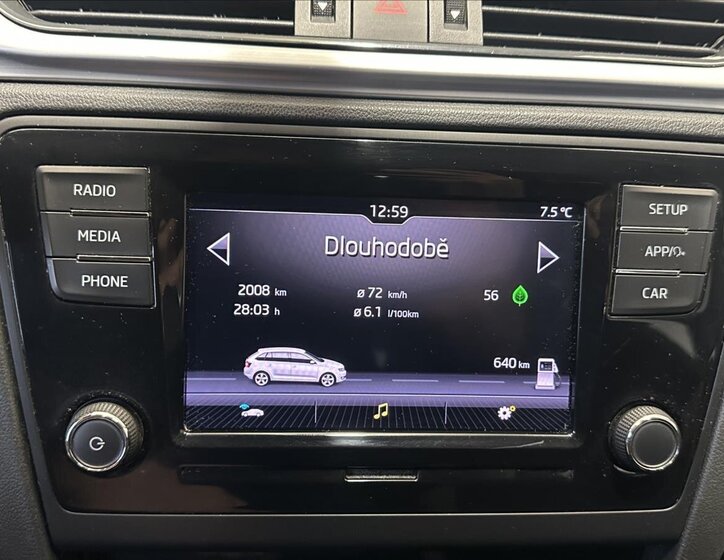 RADIO
MEDIA
PHONE
SETUP
APP/
CAR
12:59
7.5 °C
Dlouhodobě
2008 km
ø 72 km/h
56
28:03 h
ø 6.1 l/100km
640 km